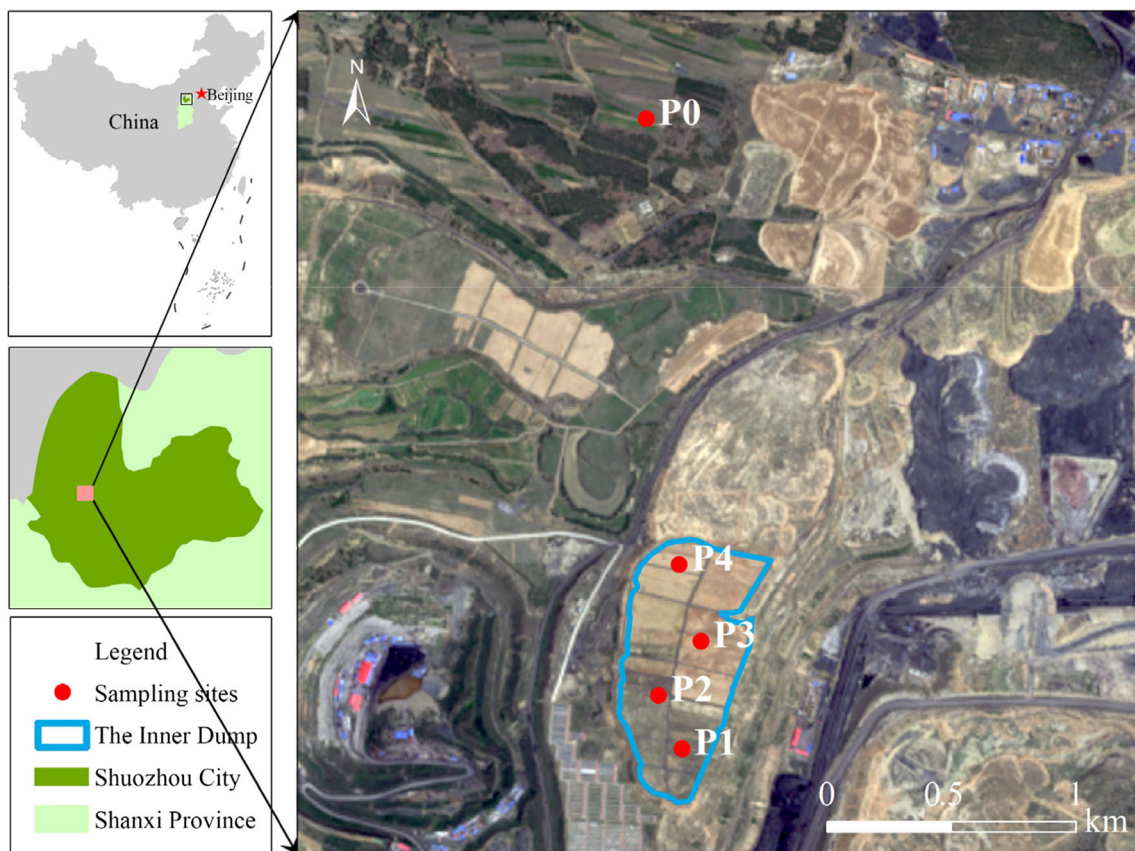 Beijing
China
Legend
Sampling sites
The Inner Dump
Shuozhou City
Shanxi Province
N
P0
P4
P3
P2
P1
0 0.5 1
km